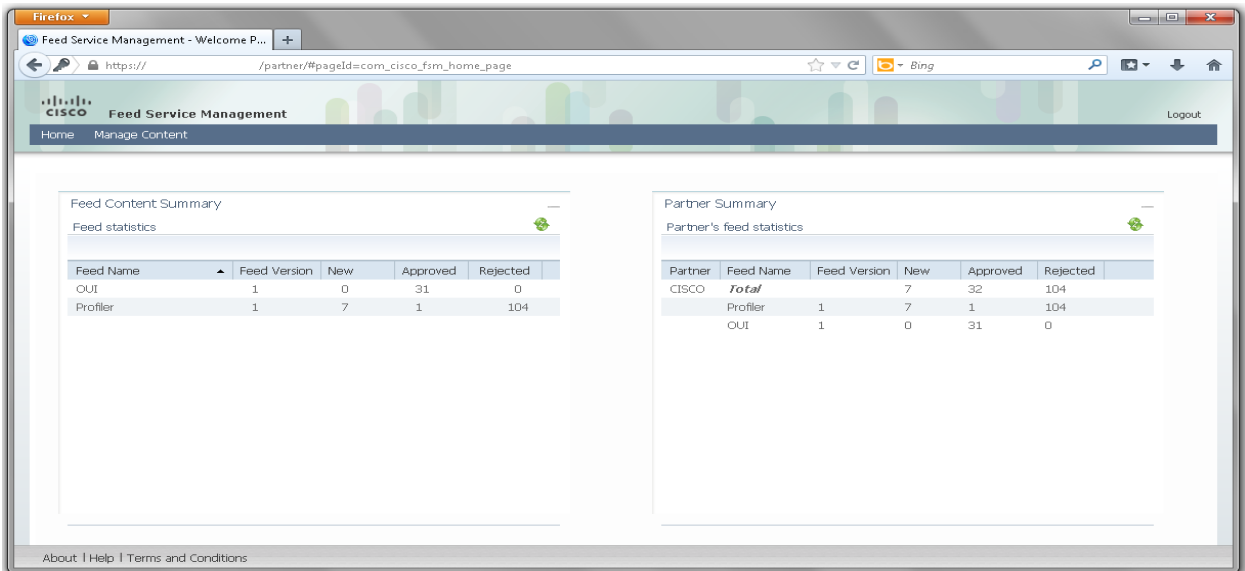 Firefox
Feed Service Management - Welcome P...
https:// /partner/#pageId=com_cisco_fsm_home_page
Bing
CISCO Feed Service Management
Logout
Home Manage Content
Feed Content Summary
Feed statistics
Feed Name Feed Version New Approved Rejected
OUI 1 0 31 0
Profiler 1 7 1 104
Partner Summary
Partner's feed statistics
Partner Feed Name Feed Version New Approved Rejected
CISCO Total 7 32 104
Profiler 1 7 1 104
OUI 1 0 31 0
About | Help | Terms and Conditions